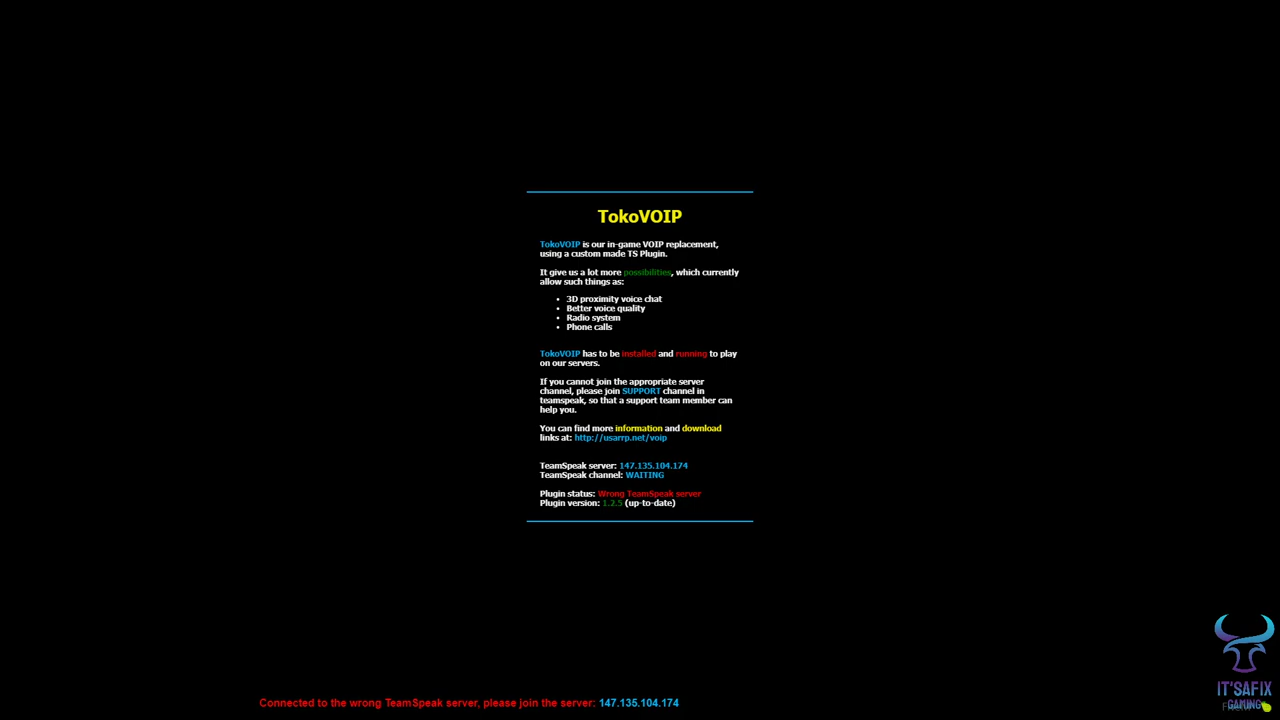 TokoVOIP
TokoVOIP is our in-game VOIP replacement,
using a custom made TS Plugin.
It give us a lot more possibilities, which currently
allow such things as:
• 3D proximity voice chat
• Better voice quality
• Radio system
• Phone calls
TokoVOIP has to be installed and running to play
on our servers.
If you cannot join the appropriate server
channel, please join SUPPORT channel in
teamspeak, so that a support team member can
help you.
You can find more information and download
links at: http://usarrp.net/voip
TeamSpeak server: 147.135.104.174
TeamSpeak channel: WAITING
Plugin status: Wrong TeamSpeak server
Plugin version: 1.2.5 (up-to-date)
Connected to the wrong TeamSpeak server, please join the server: 147.135.104.174
IT'SAFIX
GAMING